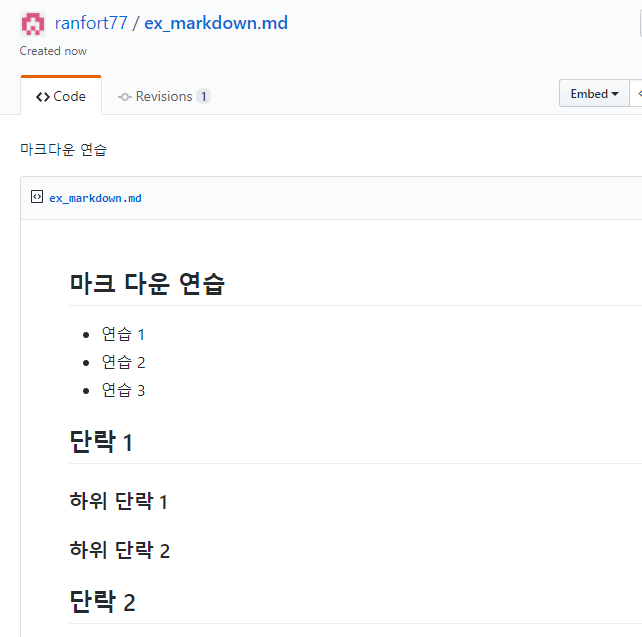 ranfort77 / ex_markdown.md
Created now
Code
Revisions 1
Embed
마크다운 연습
ex_markdown.md
마크 다운 연습
연습 1
연습 2
연습 3
단락 1
하위 단락 1
하위 단락 2
단락 2